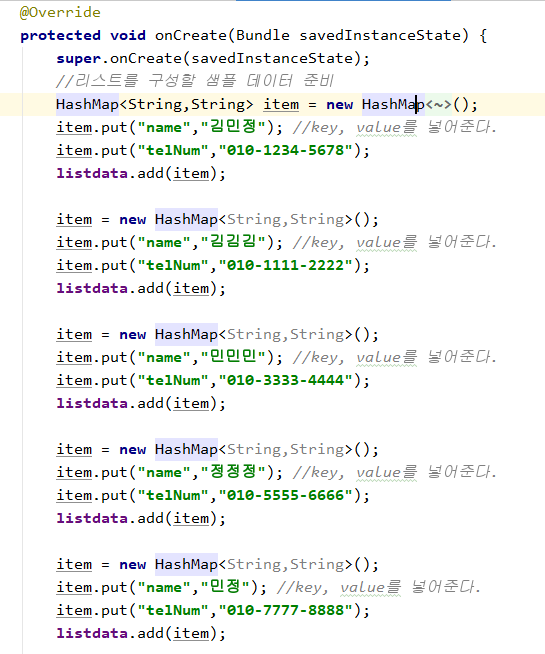 @Override
protected void onCreate(Bundle savedInstanceState) {
super.onCreate(savedInstanceState);
//리스트를 구성할 샘플 데이터 준비
HashMap<String,String> item = new HashMap<~>();
item.put("name","김민정"); //key, value를 넣어준다.
item.put("telNum","010-1234-5678");
listdata.add(item);
item = new HashMap<String,String>();
item.put("name","김김김"); //key, value를 넣어준다.
item.put("telNum","010-1111-2222");
listdata.add(item);
item = new HashMap<String,String>();
item.put("name","민민민"); //key, value를 넣어준다.
item.put("telNum","010-3333-4444");
listdata.add(item);
item = new HashMap<String,String>();
item.put("name","정정정"); //key, value를 넣어준다.
item.put("telNum","010-5555-6666");
listdata.add(item);
item = new HashMap<String,String>();
item.put("name","민정"); //key, value를 넣어준다.
item.put("telNum","010-7777-8888");
listdata.add(item);